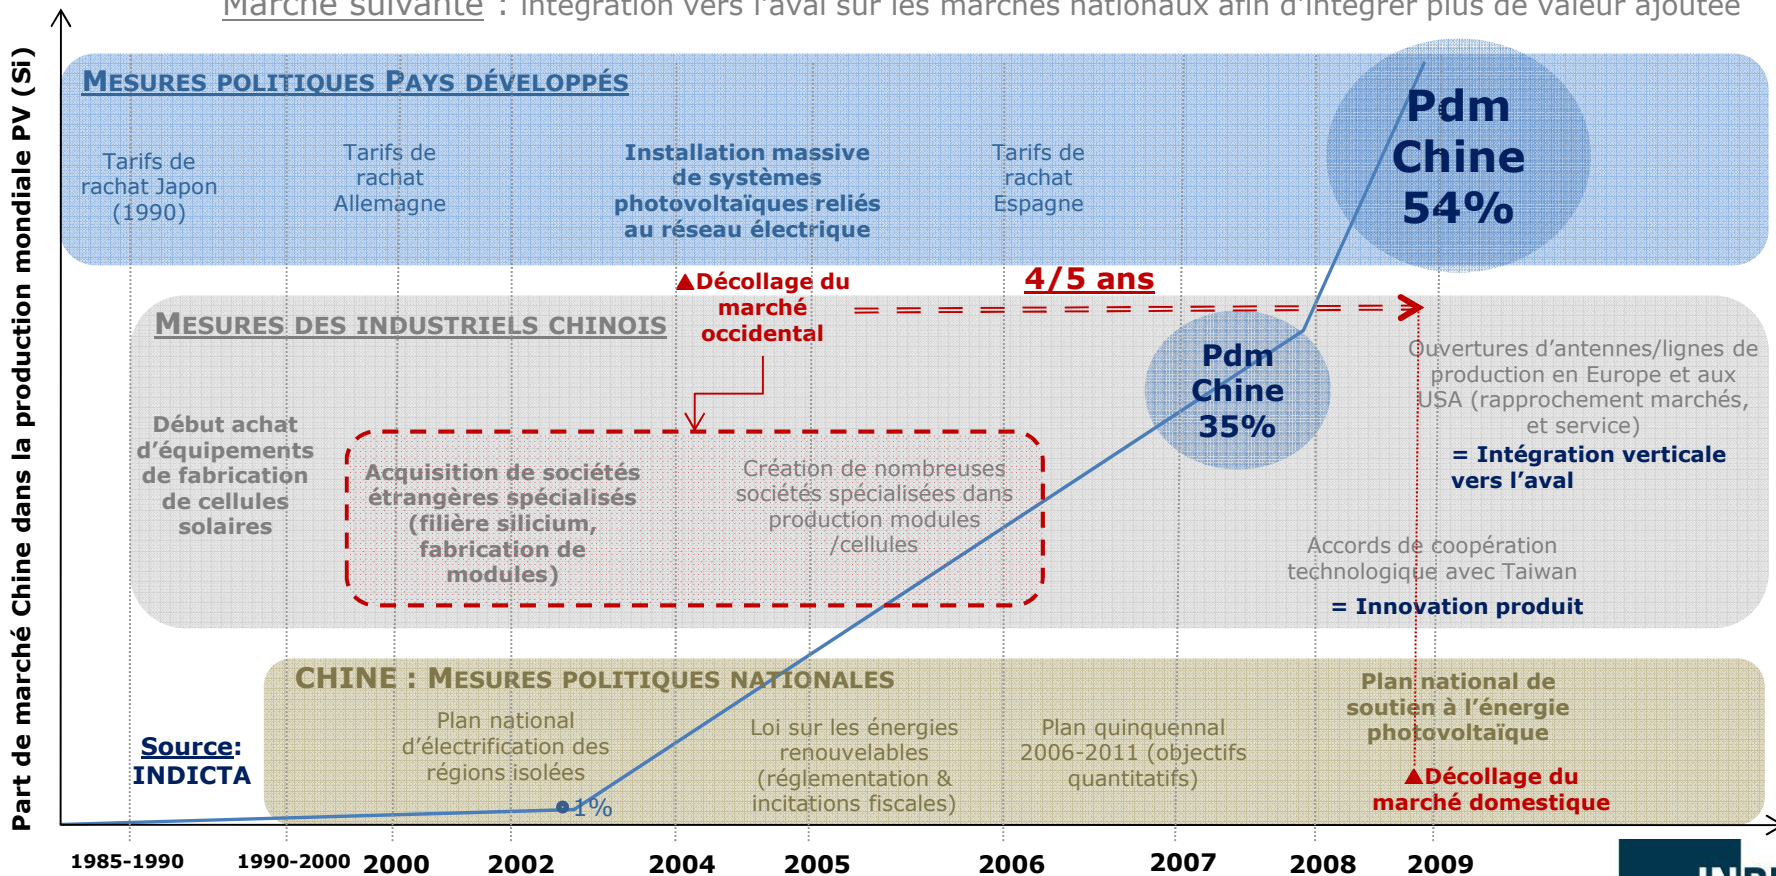 Marché suivante : intégration vers l'aval sur les marchés nationaux afin d'intégrer plus de valeur ajoutée
Part de marché Chine dans la production mondiale PV (Si)
MESURES POLITIQUES PAYS DÉVELOPPÉS
Tarifs de
rachat Japon
(1990)
Tarifs de
rachat
Allemagne
Installation massive
de systèmes
photovoltaïques reliés
au réseau électrique
Tarifs de
rachat
Espagne
Pdm
Chine
54%
▲Décollage du
marché
occidental
4/5 ans
MESURES DES INDUSTRIELS CHINOIS
Pdm
Chine
35%
Début achat
d'équipements
de fabrication
de cellules
solaires
Acquisition de sociétés
étrangères spécialisés
(filière silicium,
fabrication de
modules)
Création de nombreuses
sociétés spécialisées dans
production modules
/cellules
Ouvertures d'antennes/lignes de
production en Europe et aux
USA (rapprochement marchés,
et service)
= Intégration verticale
vers l'aval
Accords de coopération
technologique avec Taiwan
= Innovation produit
CHINE : MESURES POLITIQUES NATIONALES
Plan national
d'électrification des
régions isolées
Loi sur les énergies
renouvelables
(réglementation &
incitations fiscales)
Plan quinquennal
2006-2011 (objectifs
quantitatifs)
Plan national de
soutien à l'énergie
photovoltaïque
▲Décollage du
marché domestique
Source:
INDICTA
1%
1985-1990 1990-2000 2000 2002 2004 2005 2006 2007 2008 2009